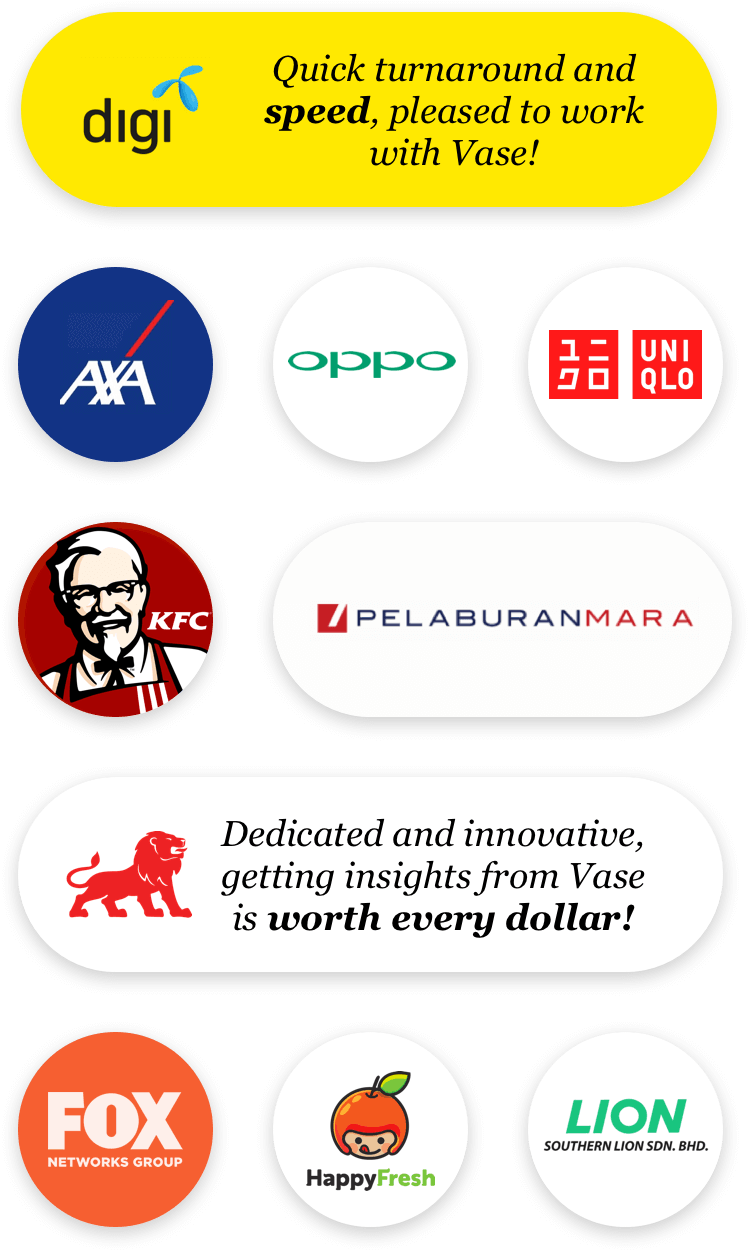 digi
Quick turnaround and
speed, pleased to work
with Vase!
AXA
oppo
ユニ
クロ
UNI
QLO
KFC
PELABURANMARA
Dedicated and innovative,
getting insights from Vase
is worth every dollar!
FOX
NETWORKS GROUP
HappyFresh
LION
SOUTHERN LION SDN. BHD.